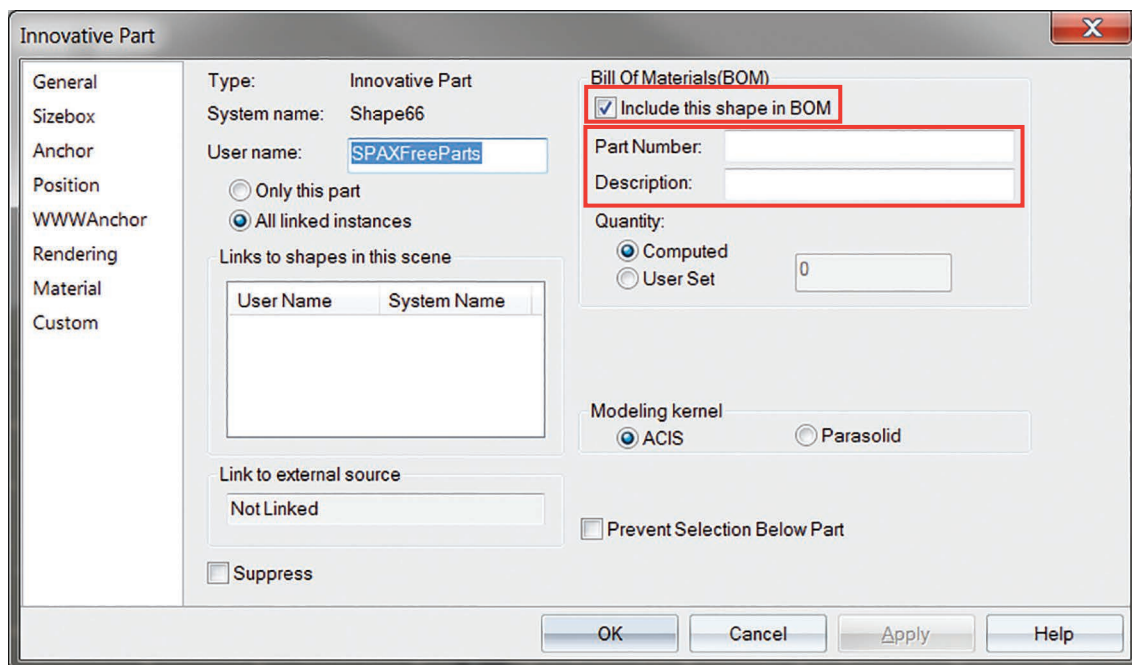 Innovative Part
General
Sizebox
Anchor
Position
WWWAnchor
Rendering
Material
Custom
Type: Innovative Part
System name: Shape66
User name: SPAXFreeParts
Only this part
All linked instances
Links to shapes in this scene
User Name System Name
Link to external source
Not Linked
Suppress
Bill Of Materials(BOM)
Include this shape in BOM
Part Number:
Description:
Quantity:
Computed
User Set 0
Modeling kernel
ACIS Parasolid
Prevent Selection Below Part
OK Cancel Apply Help